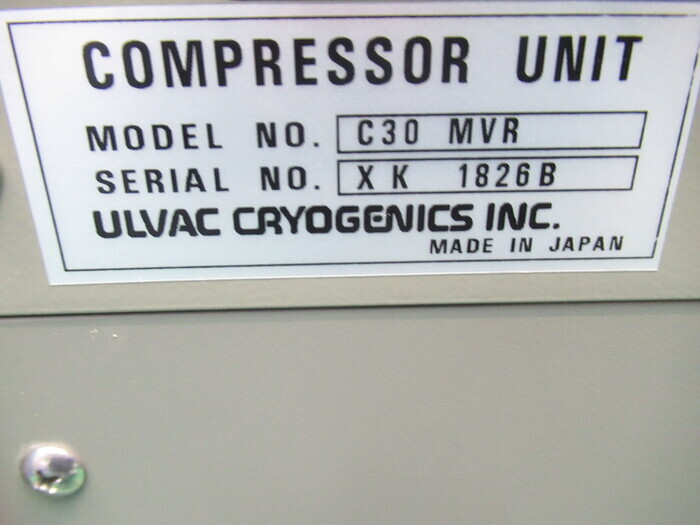 COMPRESSOR UNIT
MODEL NO. C30 MVR
SERIAL NO. XK 1826B
ULVAC CRYOGENICS INC.
MADE IN JAPAN